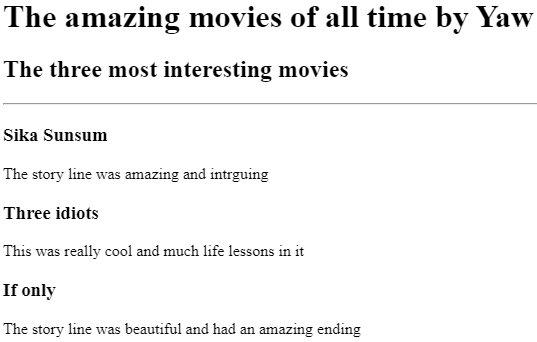 The amazing movies of all time by Yaw
The three most interesting movies
Sika Sunsum
The story line was amazing and intrguing
Three idiots
This was really cool and much life lessons in it
If only
The story line was beautiful and had an amazing ending